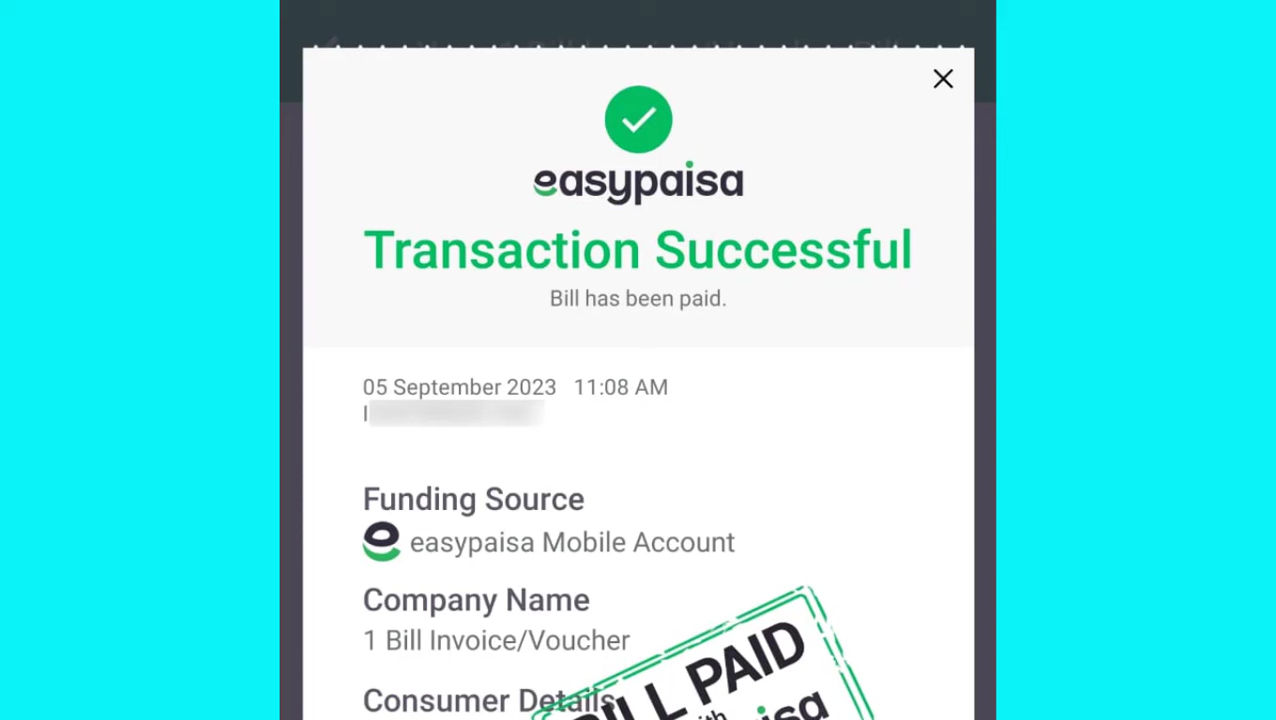 easypaisa
Transaction Successful
Bill has been paid.
05 September 2023 11:08 AM
Funding Source
easypaisa Mobile Account
Company Name
1 Bill Invoice/Voucher
Consumer Details
BILL PAID
with